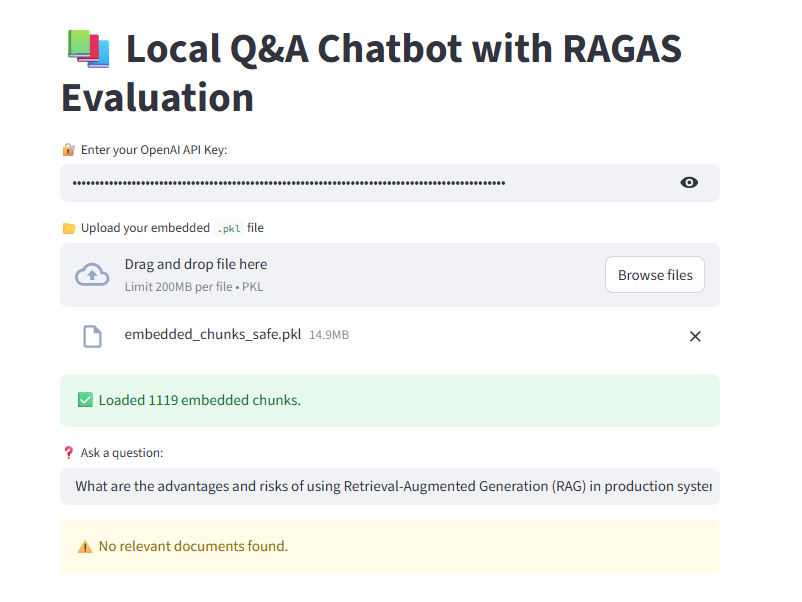 Local Q&A Chatbot with RAGAS
Evaluation
Enter your OpenAI API Key:
Upload your embedded .pkl file
Drag and drop file here
Limit 200MB per file • PKL
Browse files
embedded_chunks_safe.pkl 14.9MB
Loaded 1119 embedded chunks.
Ask a question:
What are the advantages and risks of using Retrieval-Augmented Generation (RAG) in production
No relevant documents found.